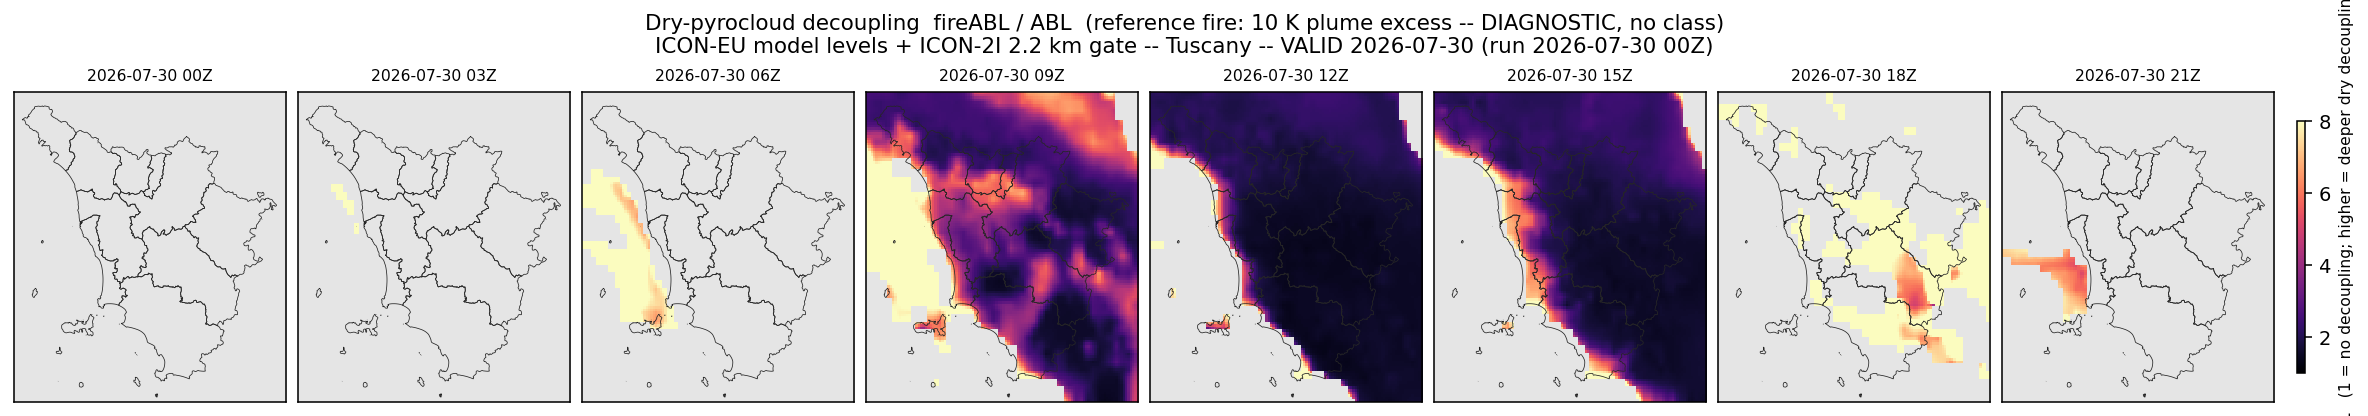 Dry-pyrocloud decoupling  fireABL / ABL  (reference fire: 10 K plume excess -- DIAGNOSTIC, no class)
ICON-EU model levels + ICON-2I 2.2 km gate -- Tuscany -- VALID 2026-07-30 (run 2026-07-30 00Z)
2026-07-30 00Z
2026-07-30 03Z
2026-07-30 06Z
2026-07-30 09Z
2026-07-30 12Z
2026-07-30 15Z
2026-07-30 18Z
2026-07-30 21Z
8
6
4
2
(1 = no decoupling; higher = deeper dry decoupling